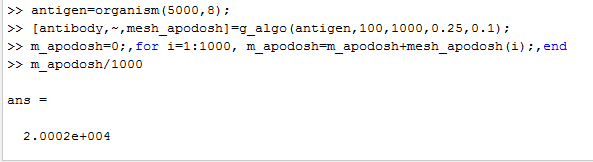 >> antigen=organism(5000,8);
>> [antibody,~,mesh_apodosh]=g_algo(antigen,100,1000,0.25,0.1);
>> m_apodosh=0;,for i=1:1000, m_apodosh=m_apodosh+mesh_apodosh(i);,end
>> m_apodosh/1000
ans =
2.0002e+004